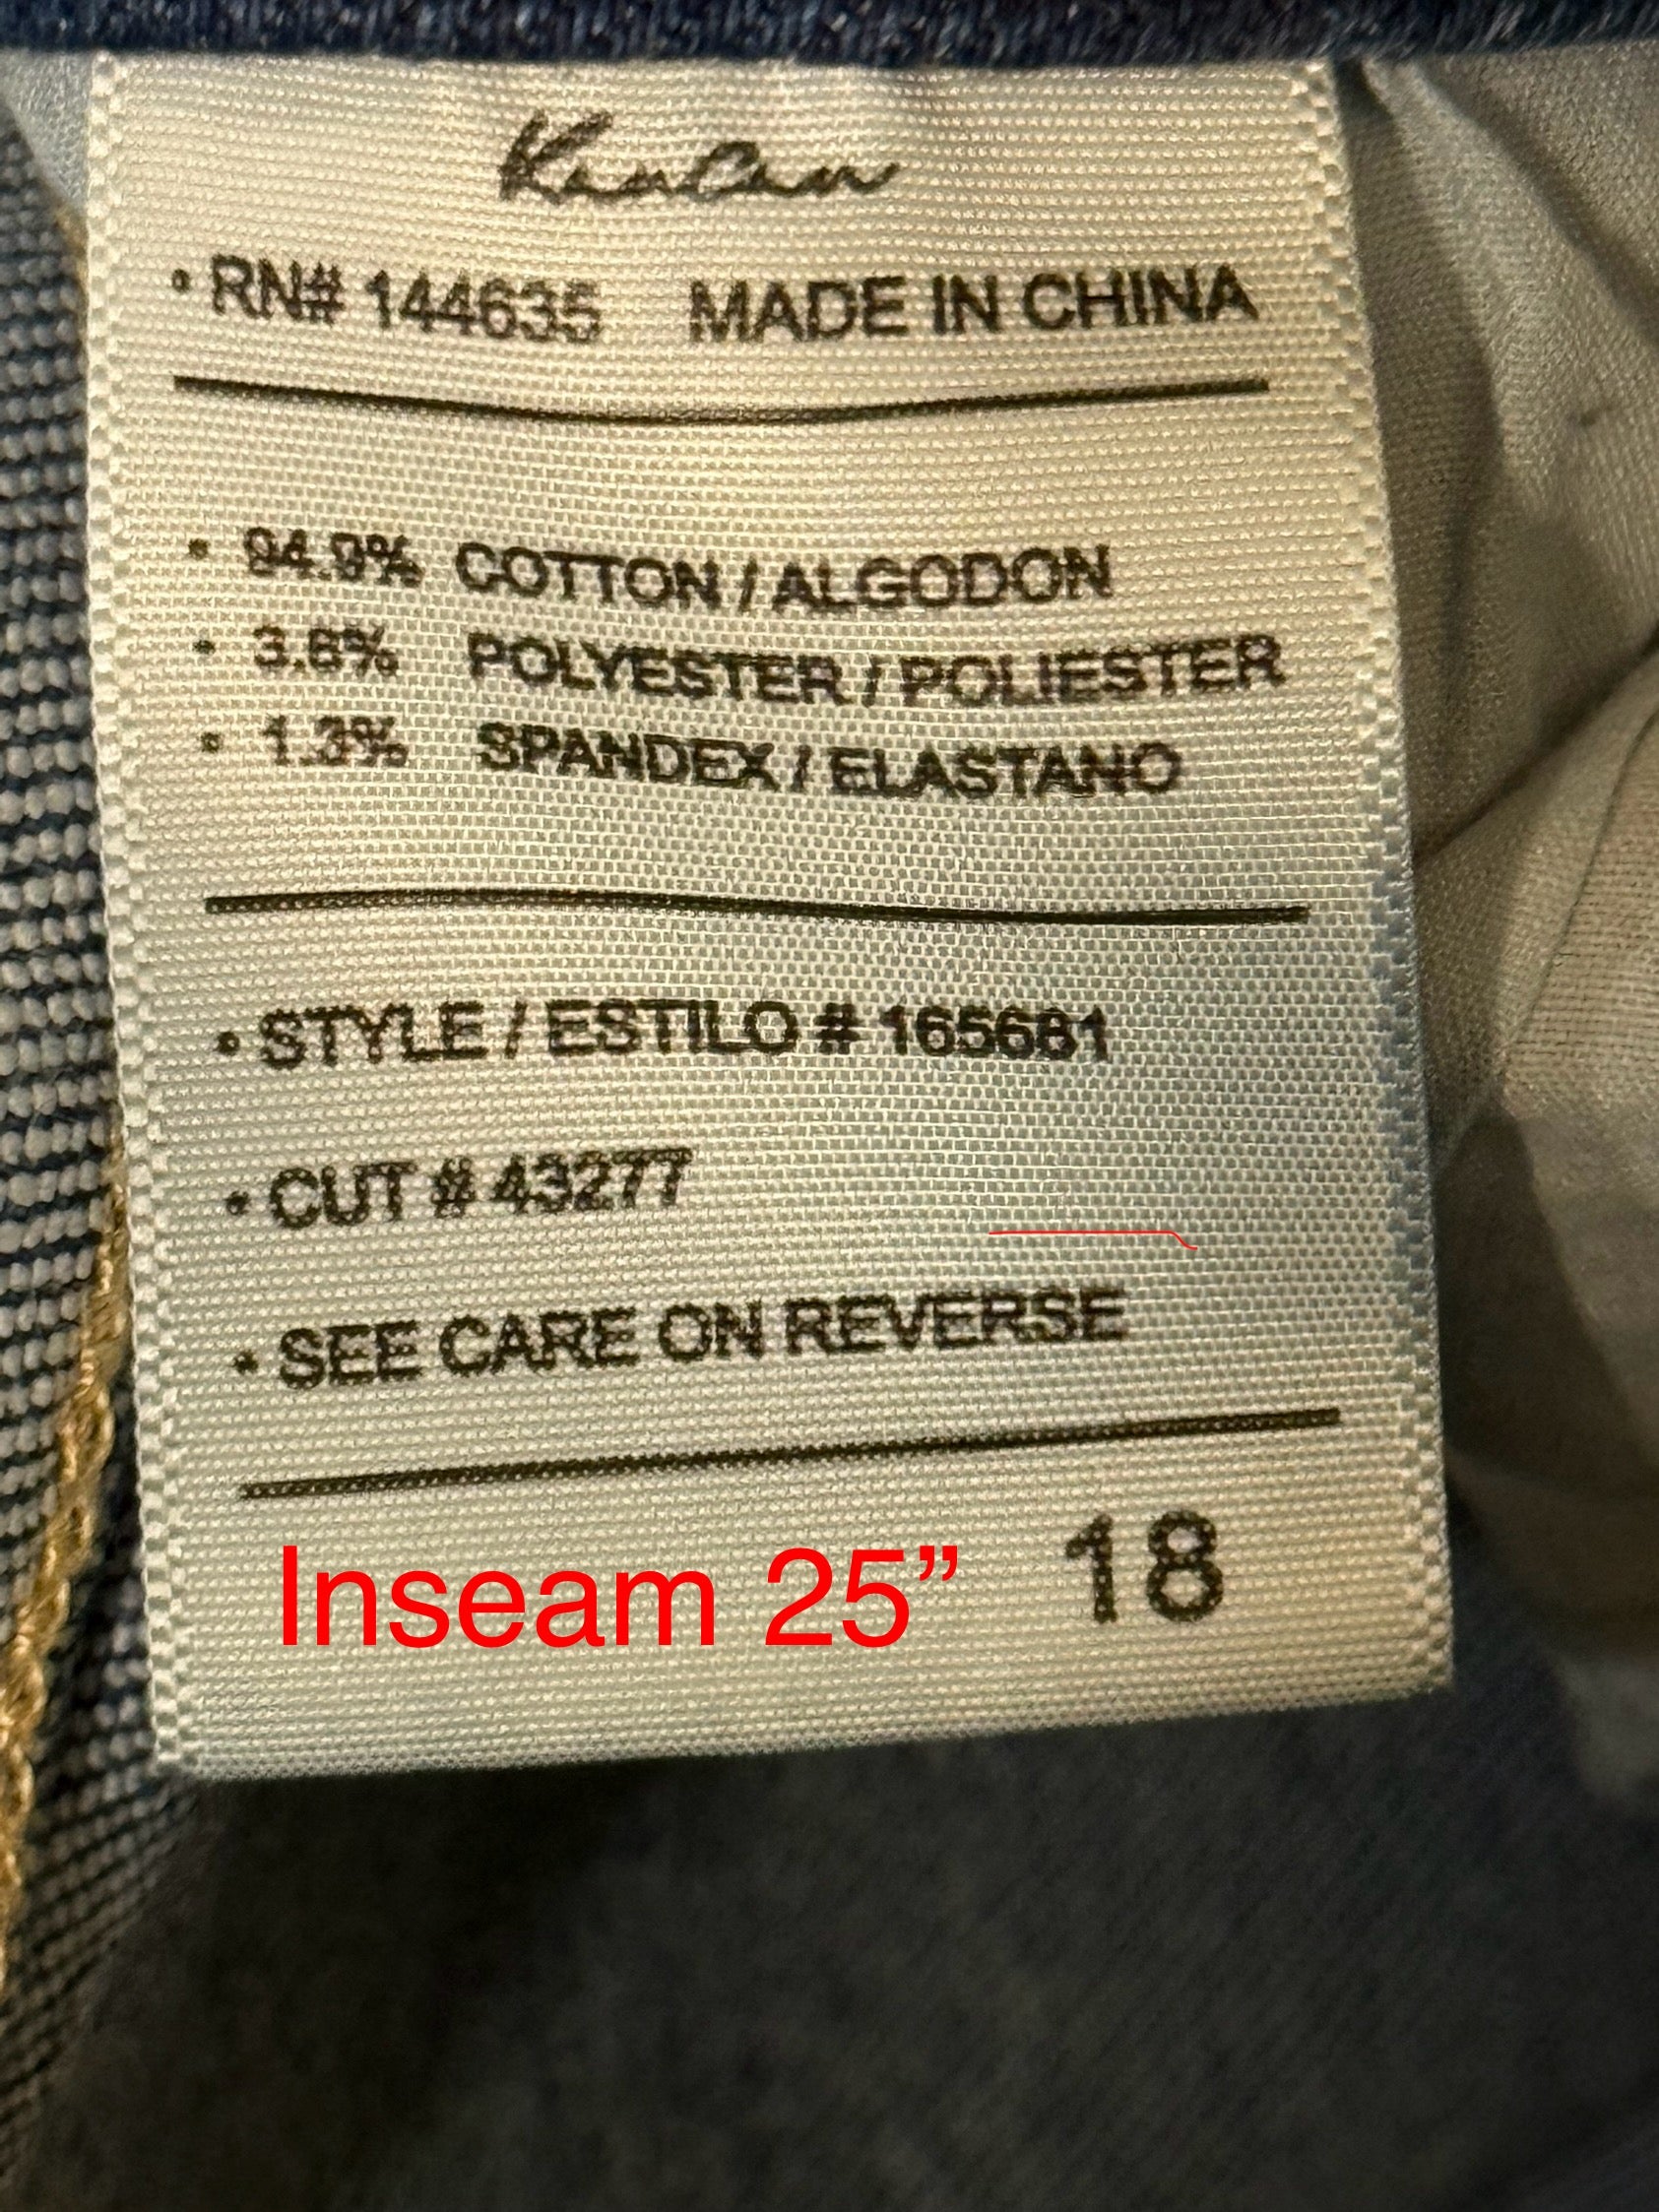 KanCan
• RN# 144635 MADE IN CHINA
• 94.9% COTTON / ALGODON
• 3.8% POLYESTER / POLIESTER
• 1.3% SPANDEX / ELASTANO
• STYLE / ESTILO # 165681
• CUT # 43277
• SEE CARE ON REVERSE
Inseam 25” 18